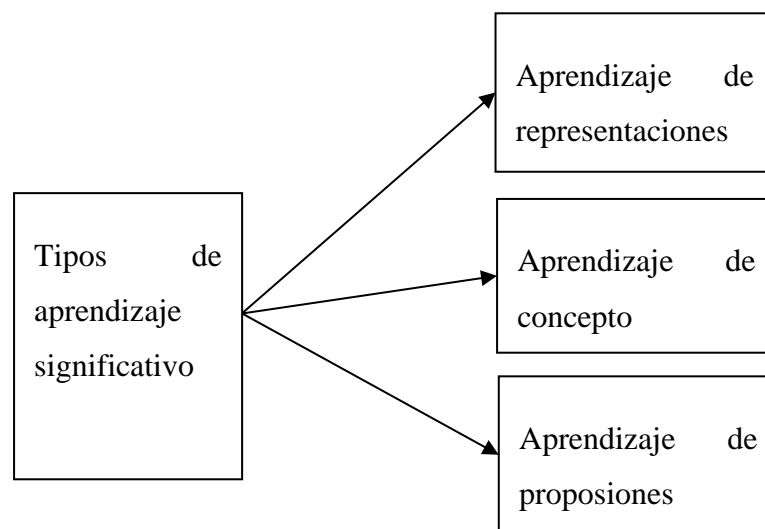 Tipos de
aprendizaje
significativo
Aprendizaje de
representaciones
Aprendizaje de
concepto
Aprendizaje de
proposiones